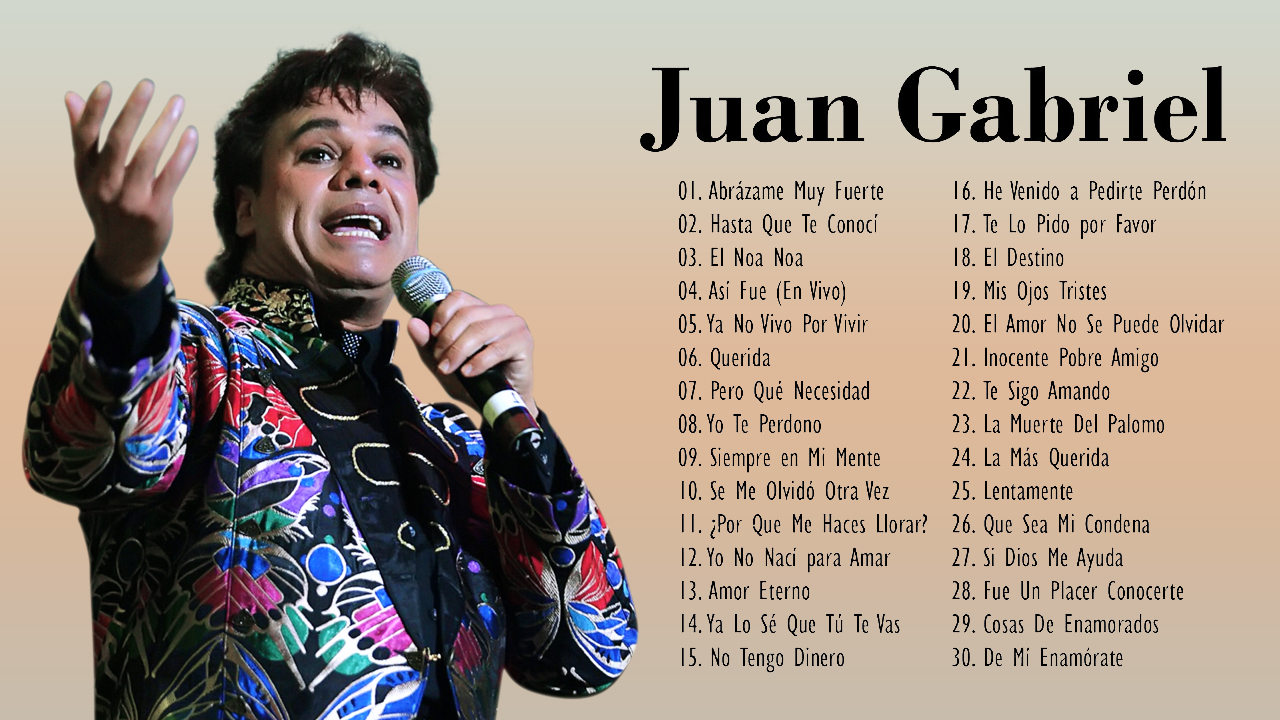 Juan Gabriel
01. Abrázame Muy Fuerte
02. Hasta Que Te Conocí
03. El Noa Noa
04. Así Fue (En Vivo)
05. Ya No Vivo Por Vivir
06. Querida
07. Pero Qué Necesidad
08. Yo Te Perdono
09. Siempre en Mi Mente
10. Se Me Olvidó Otra Vez
11. ¿Por Que Me Haces Llorar?
12. Yo No Nací para Amar
13. Amor Eterno
14. Ya Lo Sé Que Tú Te Vas
15. No Tengo Dinero
16. He Venido a Pedirte Perdón
17. Te Lo Pido por Favor
18. El Destino
19. Mis Ojos Tristes
20. El Amor No Se Puede Olvidar
21. Inocente Pobre Amigo
22. Te Sigo Amando
23. La Muerte Del Palomo
24. La Más Querida
25. Lentamente
26. Que Sea Mi Condena
27. Si Dios Me Ayuda
28. Fue Un Placer Conocerte
29. Cosas De Enamorados
30. De Mí Enamórate